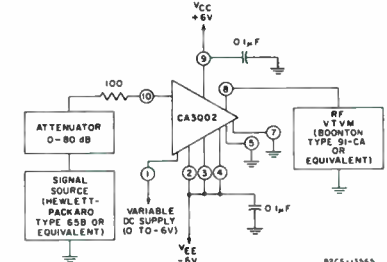 VCC
+6V
0.1µF
9
100
10
8
CA3002
ATTENUATOR
0-80 dB
RF
VTVM
(BOONTON
TYPE 91-CA
OR
EQUIVALENT)
7
5
1
2
3
4
SIGNAL
SOURCE
(HEWLETT-
PACKARD
TYPE 65B OR
EQUIVALENT)
VARIABLE
DC SUPPLY
(0 TO -6V)
0.1µF
VEE
-6V